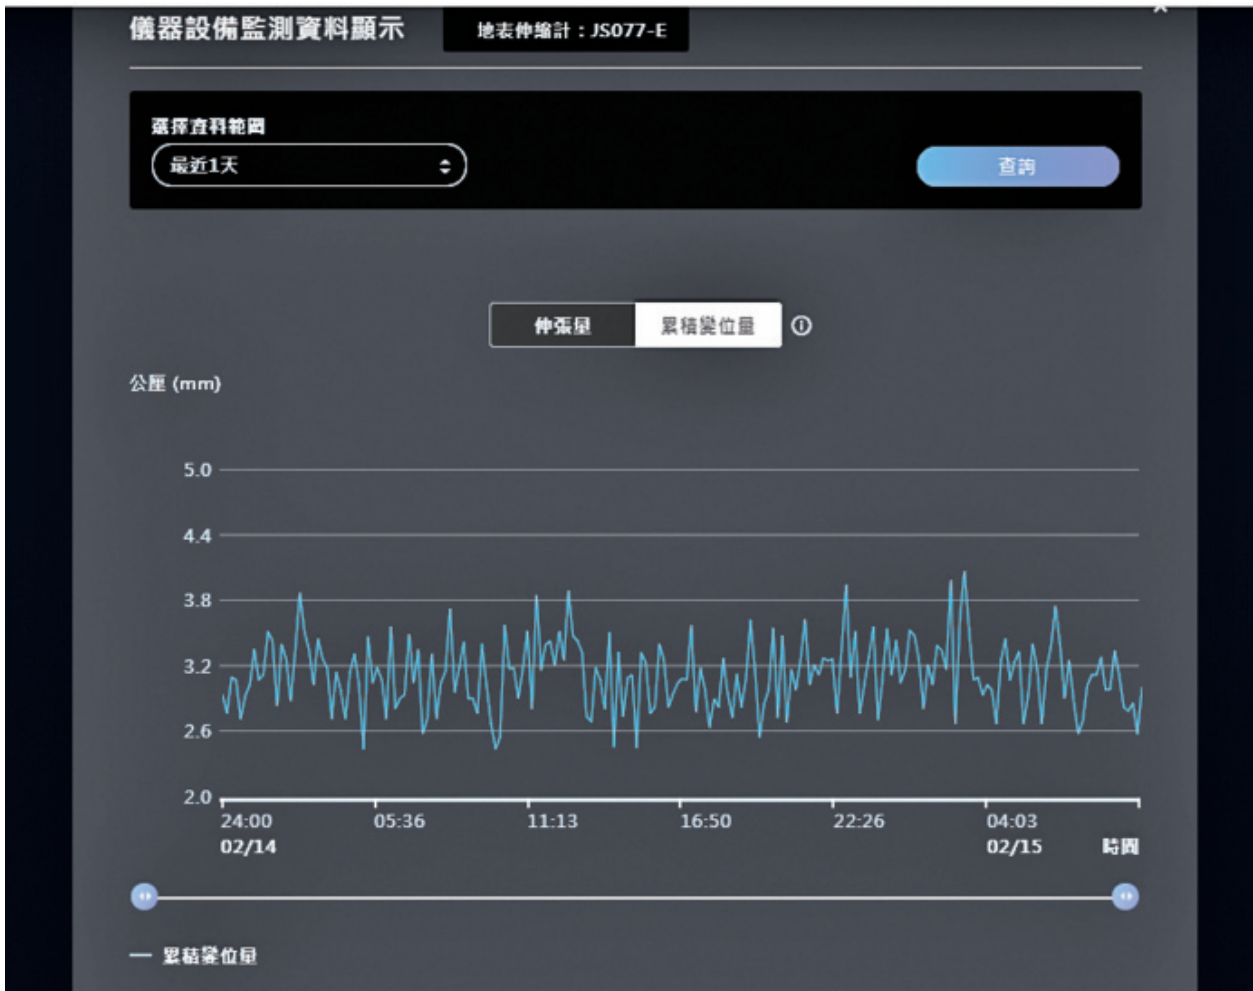 儀器設備監測資料顯示
地表伸縮計：JS077-E
選擇資料範圍
最近1天
查詢
伸張量
累積變位量
公厘 (mm)
5.0
4.4
3.8
3.2
2.6
2.0
24:00 05:36 11:13 16:50 22:26 04:03
02/14 02/15 時間
累積變位量